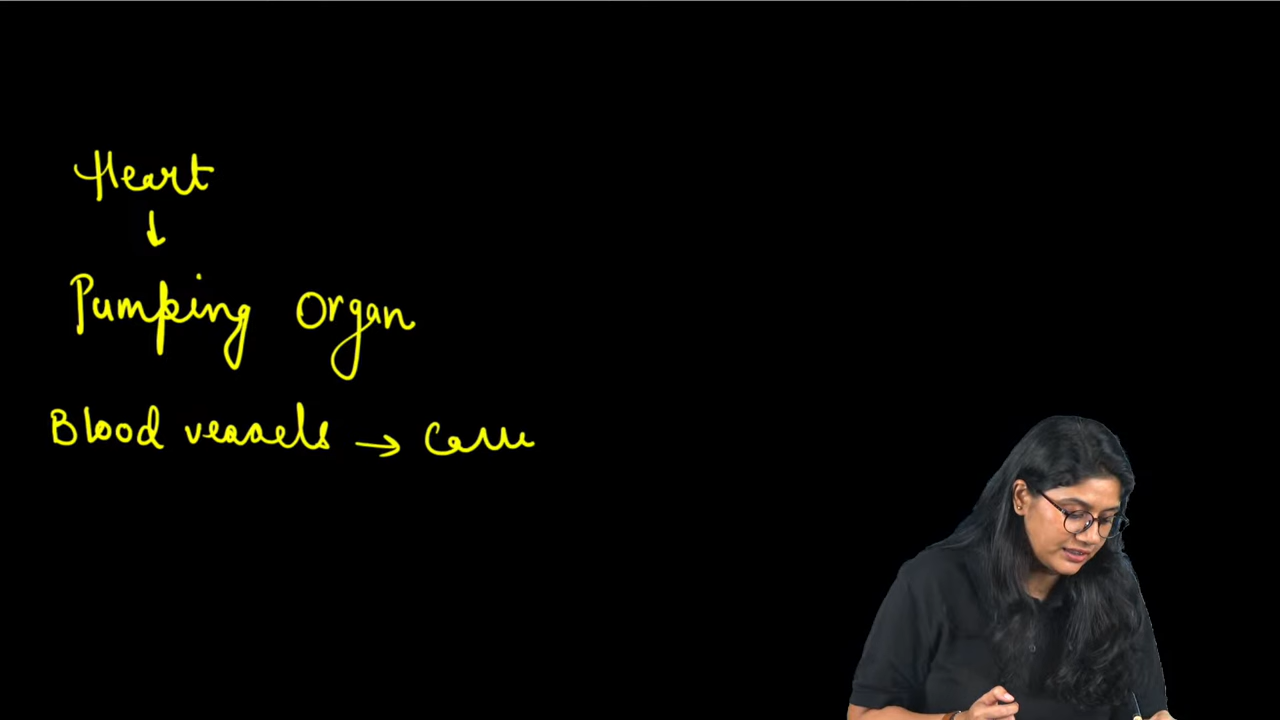 Heart
↓
Pumping Organ
Blood vessels →